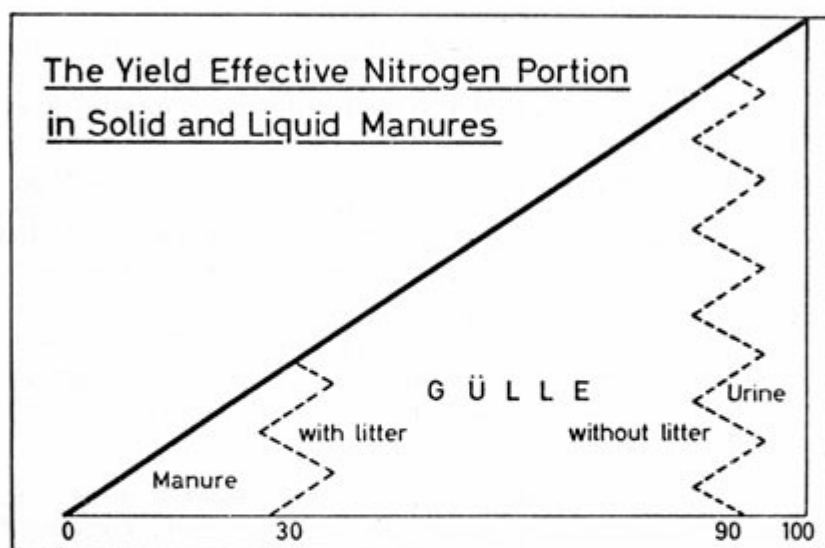 The Yield Effective Nitrogen Portion
in Solid and Liquid Manures
GÜLLE
Urine
with litter
without litter
Manure
0 30 90 100